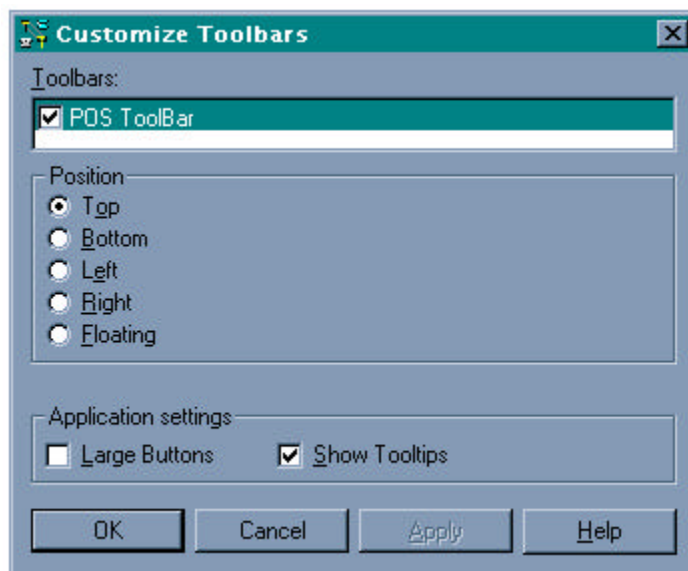 Customize Toolbars
Toolbars:
POS ToolBar
Position
Top
Bottom
Left
Right
Floating
Application settings
Large Buttons Show Tooltips
OK Cancel Apply Help